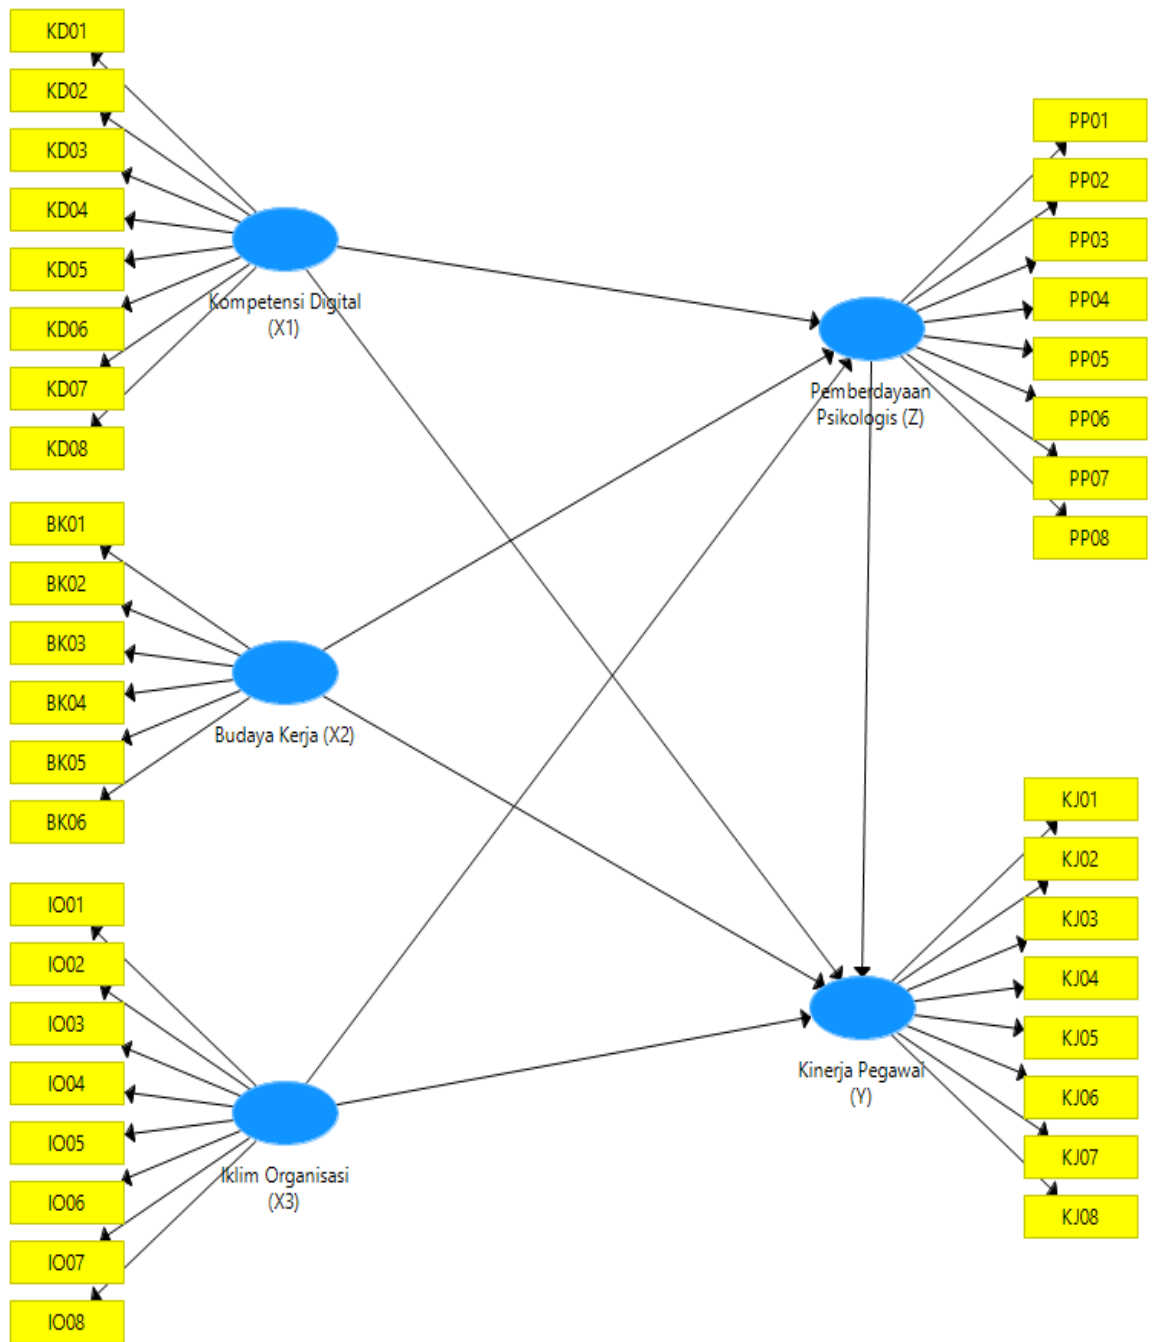 KD01
KD02
KD03
KD04
KD05
KD06
KD07
KD08
Kompetensi Digital
(X1)
BK01
BK02
BK03
BK04
BK05
BK06
Budaya Kerja (X2)
IO01
IO02
IO03
IO04
IO05
IO06
IO07
IO08
Iklim Organisasi
(X3)
PP01
PP02
PP03
PP04
PP05
PP06
PP07
PP08
Pemberdayaan
Psikologis (Z)
KJ01
KJ02
KJ03
KJ04
KJ05
KJ06
KJ07
KJ08
Kinerja Pegawai
(Y)